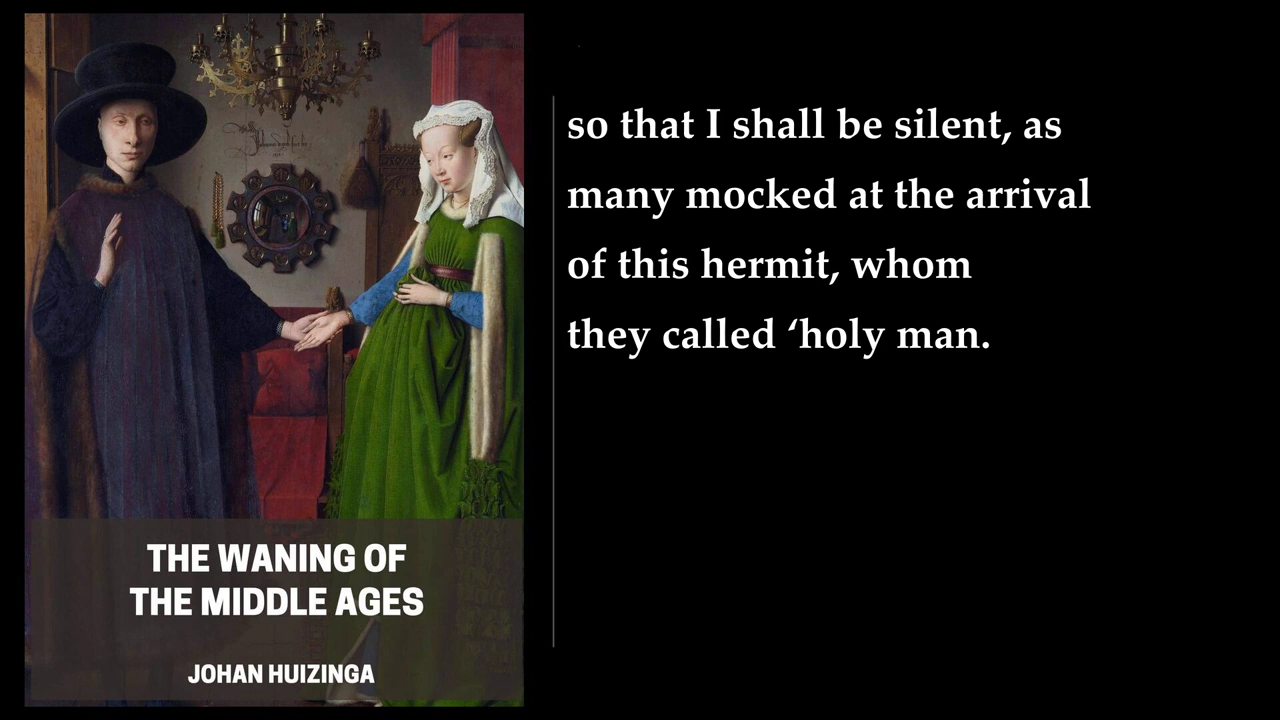 THE WANING OF
THE MIDDLE AGES
JOHAN HUIZINGA
so that I shall be silent, as
many mocked at the arrival
of this hermit, whom
they called ‘holy man.